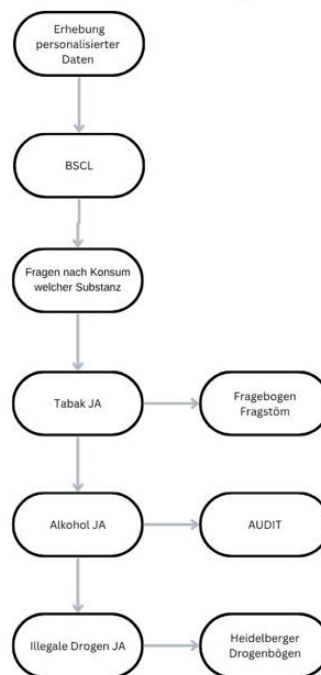 Erhebung
personalisierter
Daten
BSCL
Fragen nach Konsum
welcher Substanz
Tabak JA
Fragebogen
Fragstöm
Alkohol JA
AUDIT
Illegale Drogen JA
Heidelberger
Drogenbögen